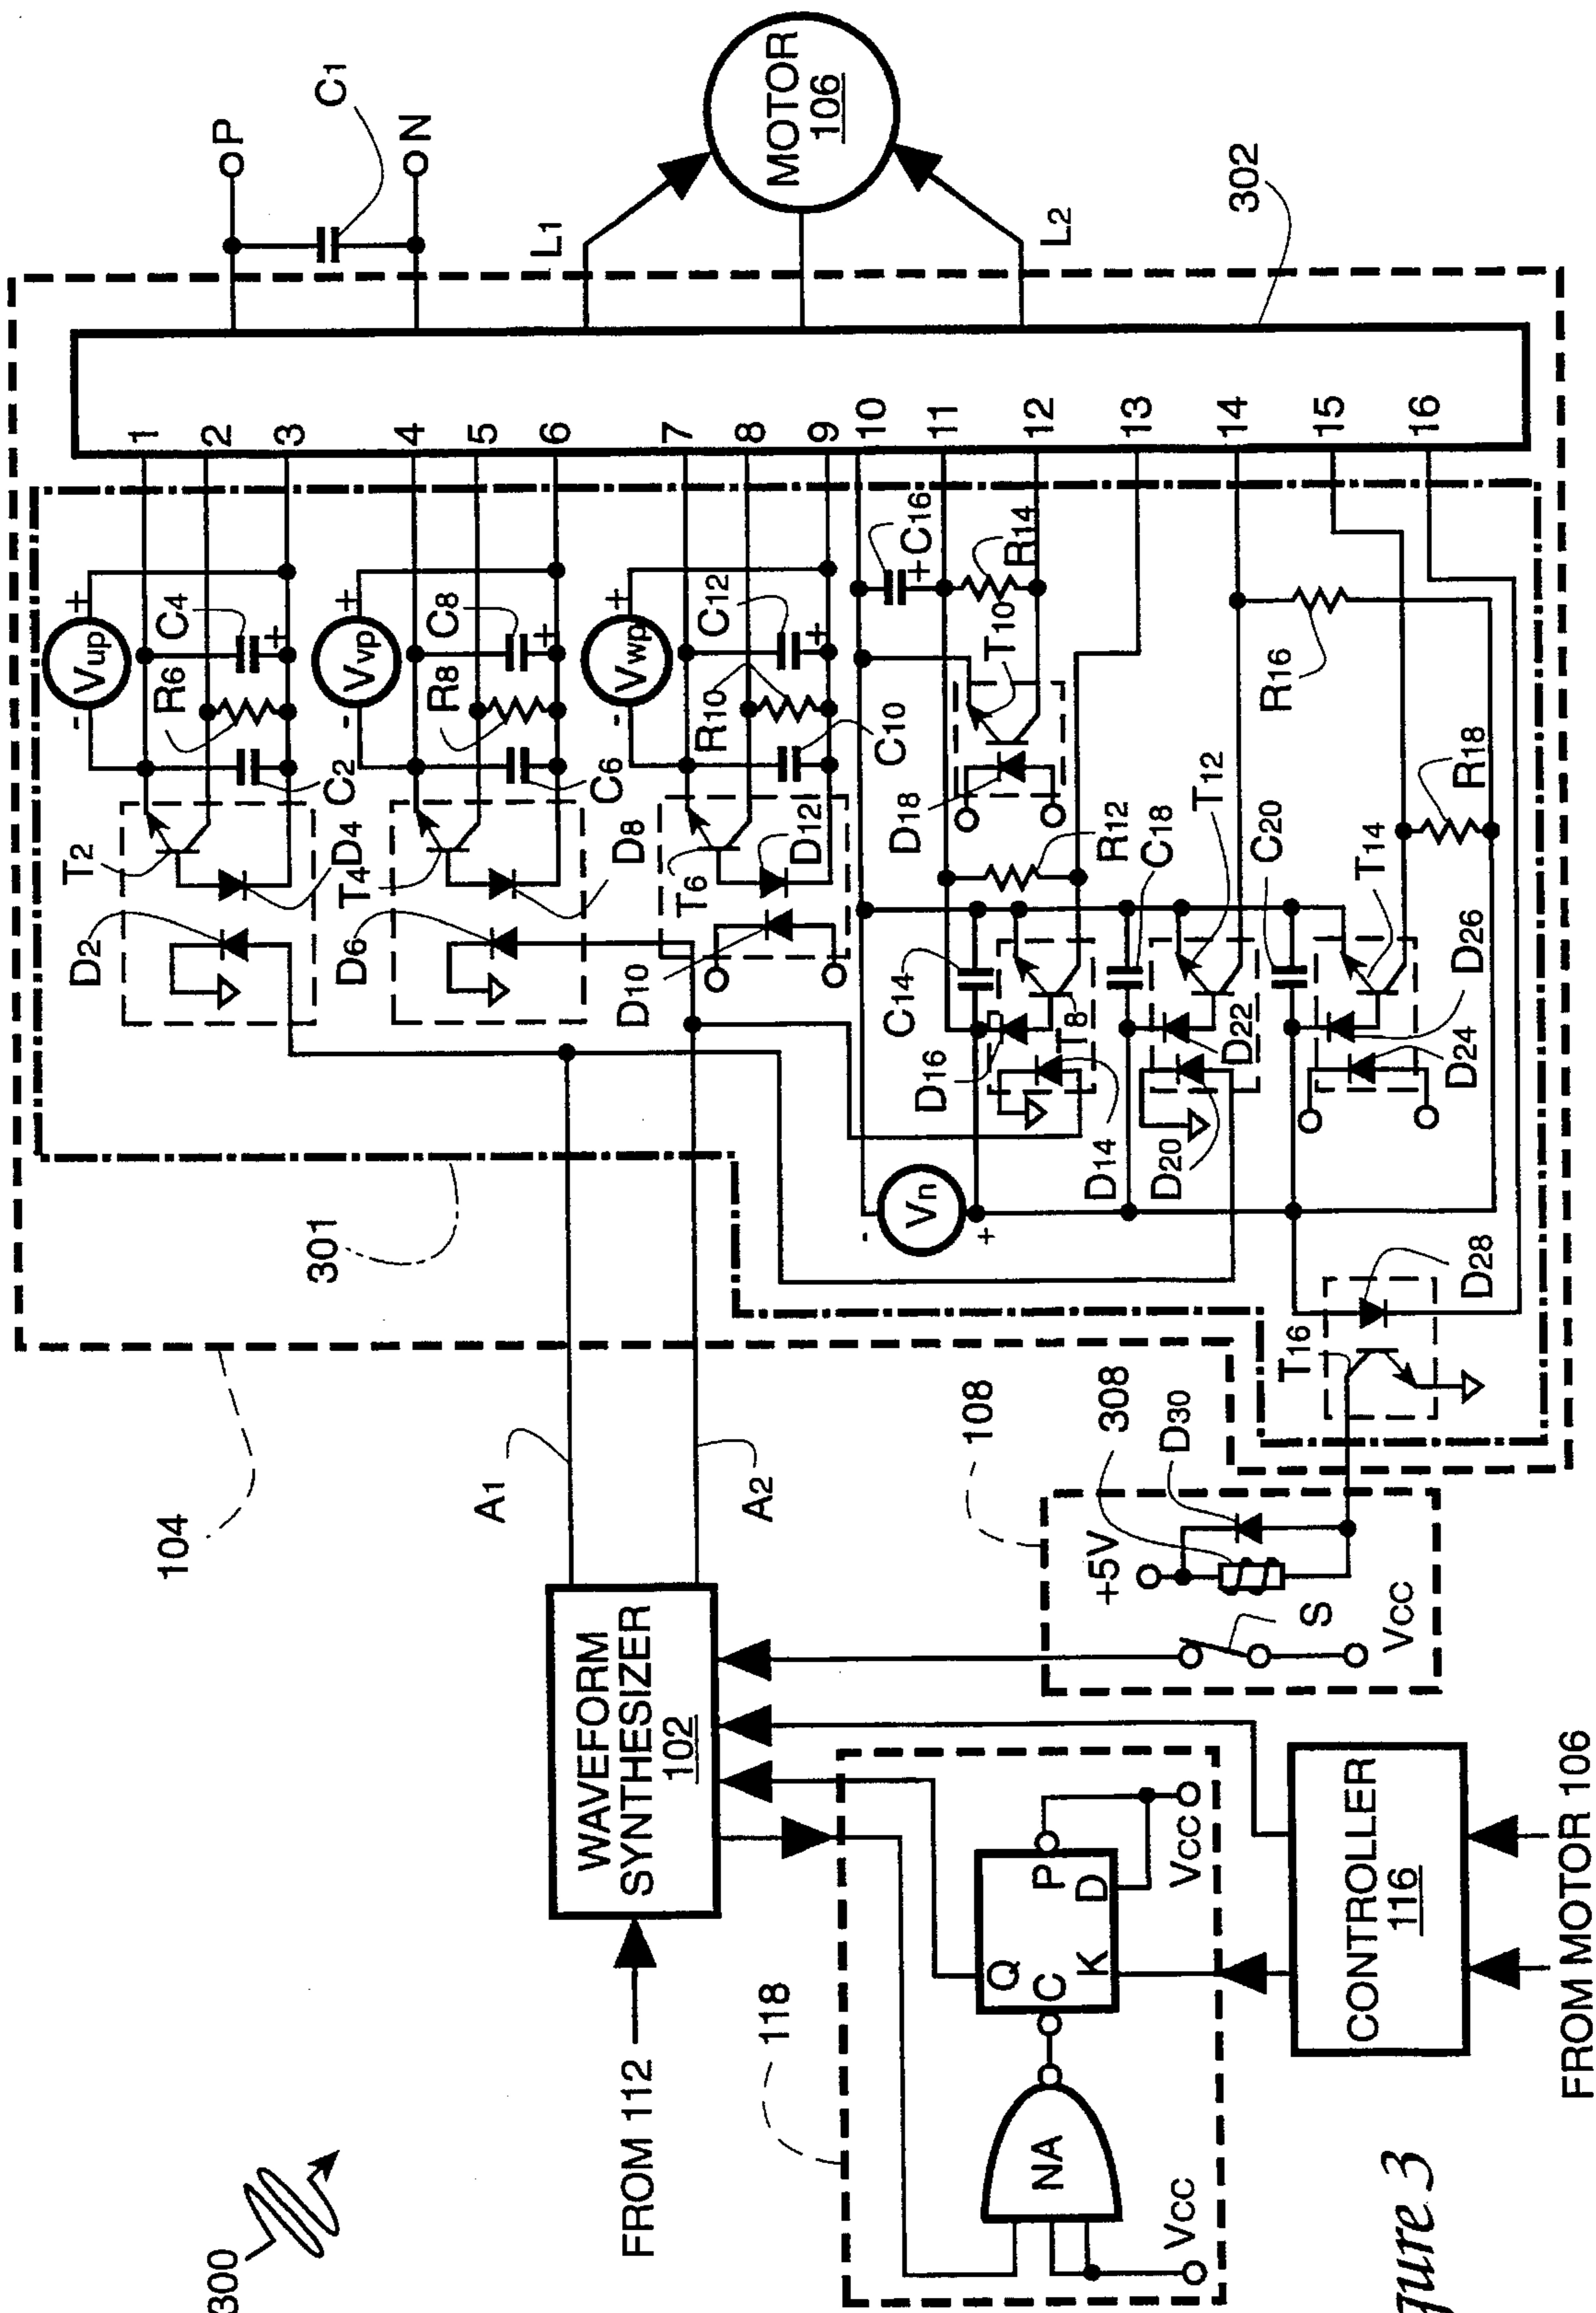 P
C1
N
MOTOR
106
L1
L2
302
1
2
3
4
5
6
7
8
9
10
11
12
13
14
15
16
Vup
+
-
C4
+
R6
C2
T2
D4
D2
Vvp
+
-
C8
+
R8
C6
T4
D8
D6
Vwp
+
-
C12
+
R10
C10
T6
D12
D10
C16
+
R14
T10
D18
R12
C18
T12
R16
C14
D16
T8
D14
D20
D22
C20
T14
R18
D26
D24
Vn
-
+
301
D28
T16
104
A1
A2
108
308
D30
+5V
S
VCC
WAVEFORM
SYNTHESIZER
102
FROM 112
118
Q
P
C
D
K
VCC
NA
VCC
CONTROLLER
116
FROM MOTOR 106
300
gure 3